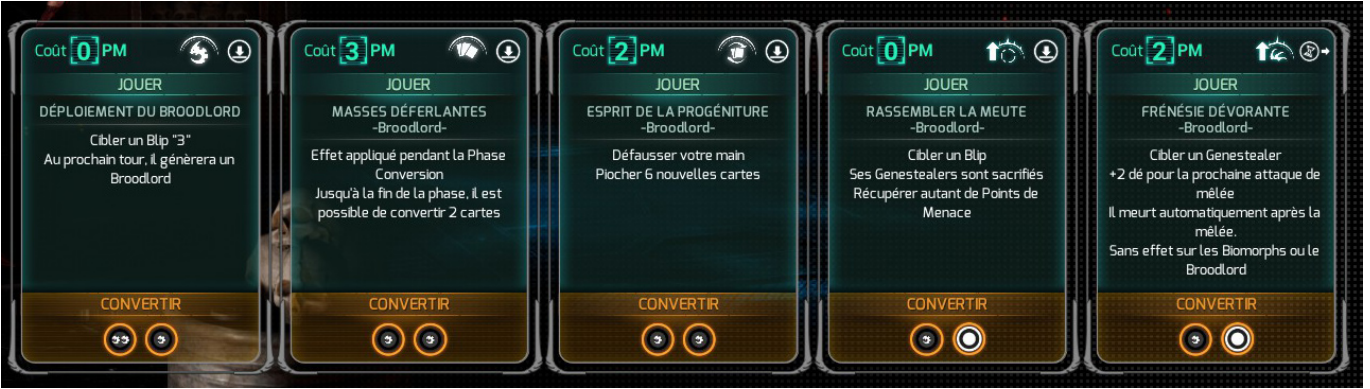 Coût 0 PM
JOUER
DÉPLOIEMENT DU BROODLORD
Cibler un Blip "3"
Au prochain tour, il génèrera un
Broodlord
CONVERTIR
Coût 3 PM
JOUER
MASSES DÉFERLANTES
-Broodlord-
Effet appliqué pendant la Phase
Conversion
Jusqu'à la fin de la phase, il est
possible de convertir 2 cartes
CONVERTIR
Coût 2 PM
JOUER
ESPRIT DE LA PROGÉNITURE
-Broodlord-
Défausser votre main
Piocher 6 nouvelles cartes
CONVERTIR
Coût 0 PM
JOUER
RASSEMBLER LA MEUTE
-Broodlord-
Cibler un Blip
Ses Genestealers sont sacrifiés
Récupérer autant de Points de
Menace
CONVERTIR
Coût 2 PM
JOUER
FRÉNÉSIE DÉVORANTE
-Broodlord-
Cibler un Genestealer
+2 dé pour la prochaine attaque de
mêlée
Il meurt automatiquement après la
mêlée.
Sans effet sur les Biomorphs ou le
Broodlord
CONVERTIR